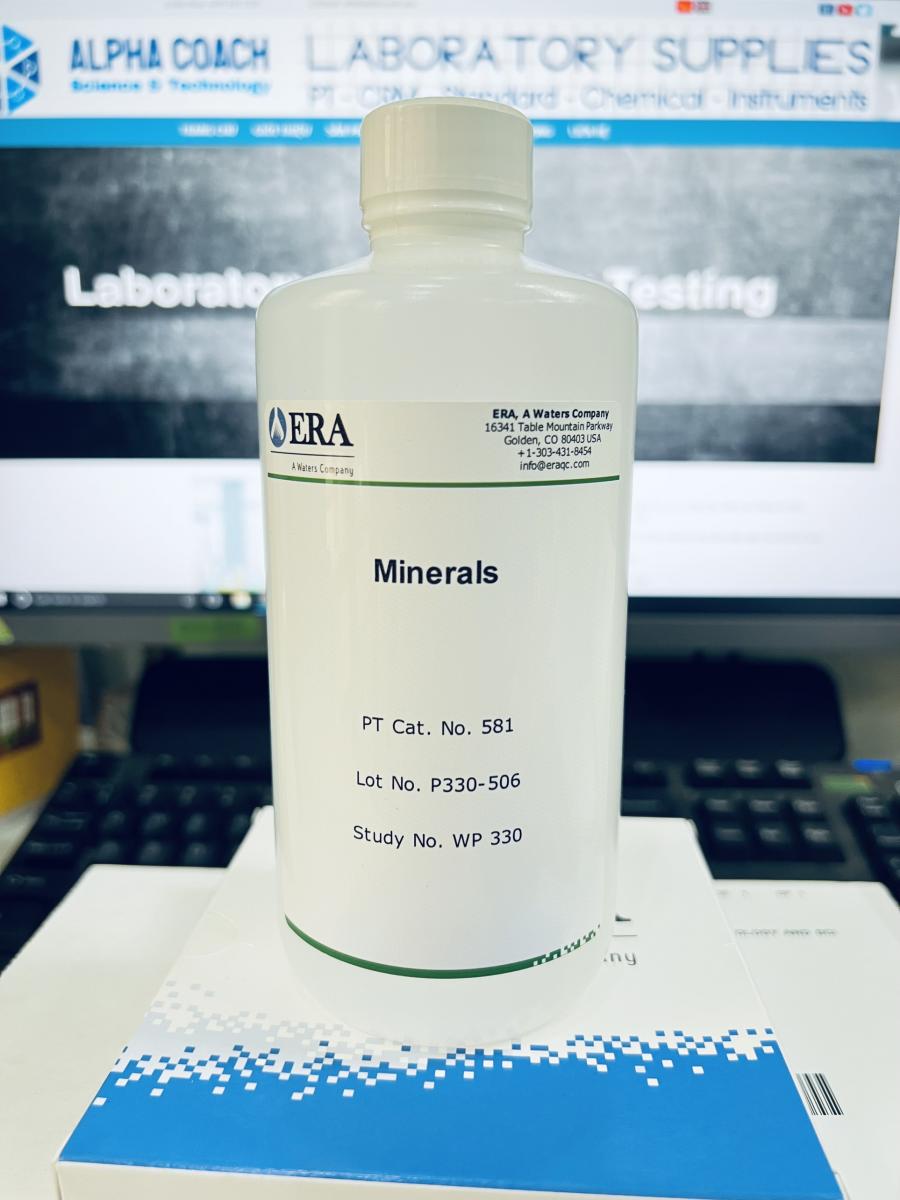 ALPHA COACH
Science & Technology
LABORATORY SUPPLIES
PT - CRM - Standard - Chemical - Instruments
Testing
ERA
A Waters Company
ERA, A Waters Company
16341 Table Mountain Parkway
Golden, CO 80403 USA
+1-303-431-8454
info@eraqc.com
Minerals
PT Cat. No. 581
Lot No. P330-506
Study No. WP 330